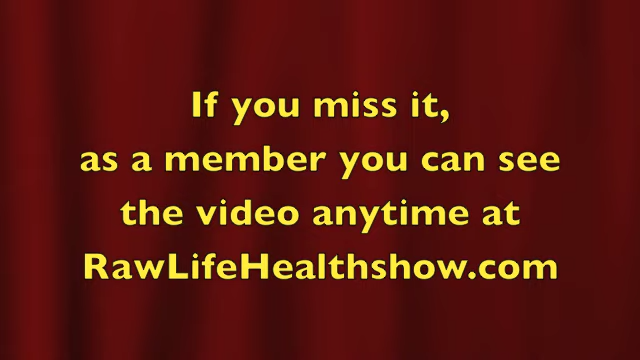 If you miss it,
as a member you can see
the video anytime at
RawLifeHealthshow.com